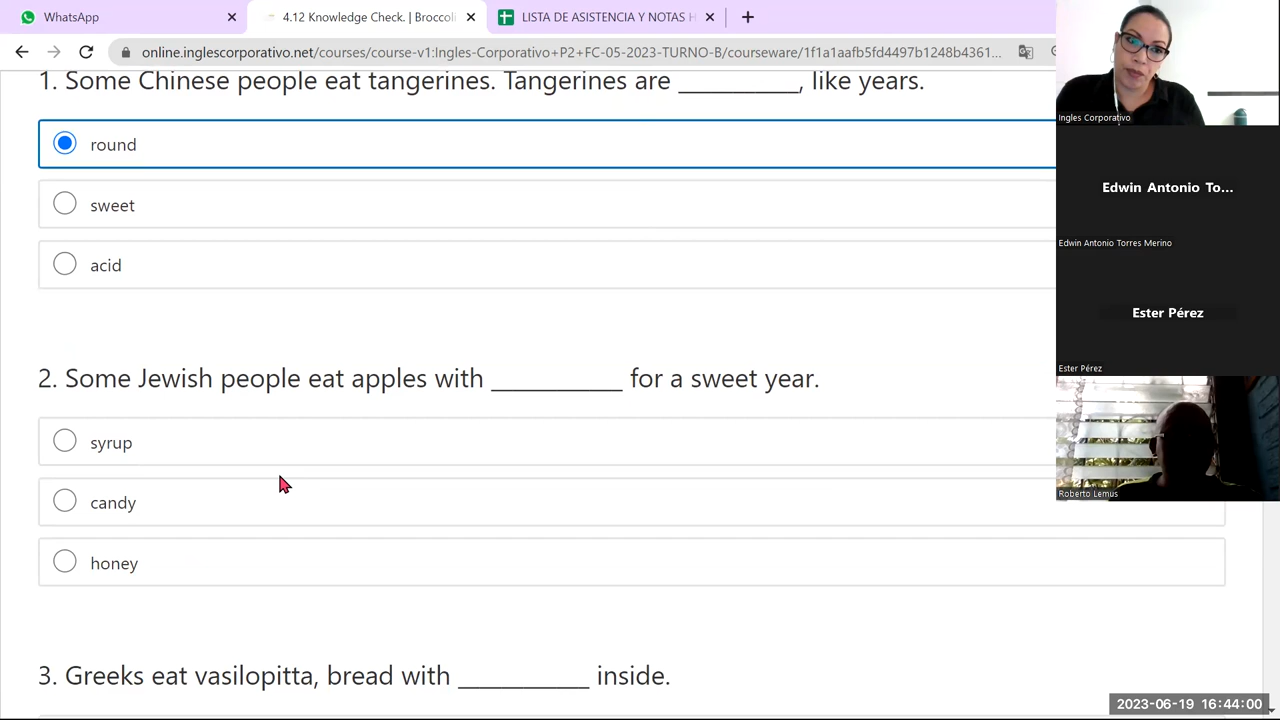 WhatsApp
4.12 Knowledge Check. | Broccoli
LISTA DE ASISTENCIA Y NOTAS H
online.inglescorporativo.net/courses/course-v1:Ingles-Corporativo+P2+FC-05-2023-TURNO-B/courseware/1f1a1aafb5fd4497b1248b4361...
1. Some Chinese people eat tangerines. Tangerines are __________, like years.
round
sweet
acid
2. Some Jewish people eat apples with ___________ for a sweet year.
syrup
candy
honey
3. Greeks eat vasilopitta, bread with ___________ inside.
Ingles Corporativo
Edwin Antonio To...
Edwin Antonio Torres Merino
Ester Pérez
Ester Pérez
Roberto Lemus
2023-06-19 16:44:00